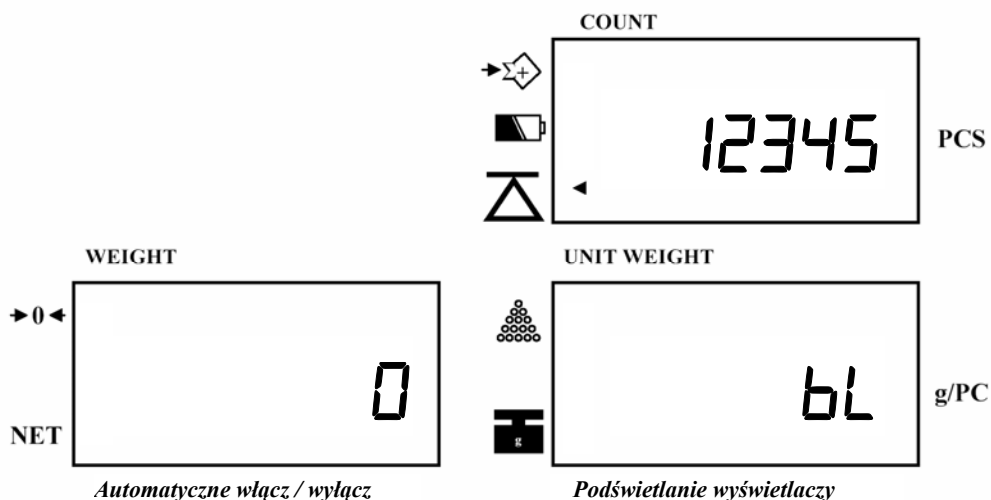 COUNT
Σ+
12345 PCS
WEIGHT
UNIT WEIGHT
0
0
bL g/PC
NET
g
Automatyczne włącz / wyłącz
Podświetlanie wyświetlaczy